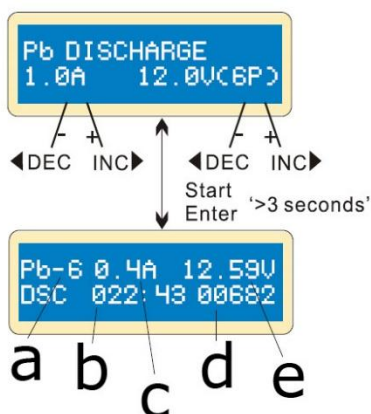 Pb DISCHARGE
1.0A 12.0V(6P)
- + - +
◀DEC INC▶ ◀DEC INC▶
Start
Enter '>3 seconds'
Pb-6 0.4A 12.59V
DSC 022:43 00682
a b c d e